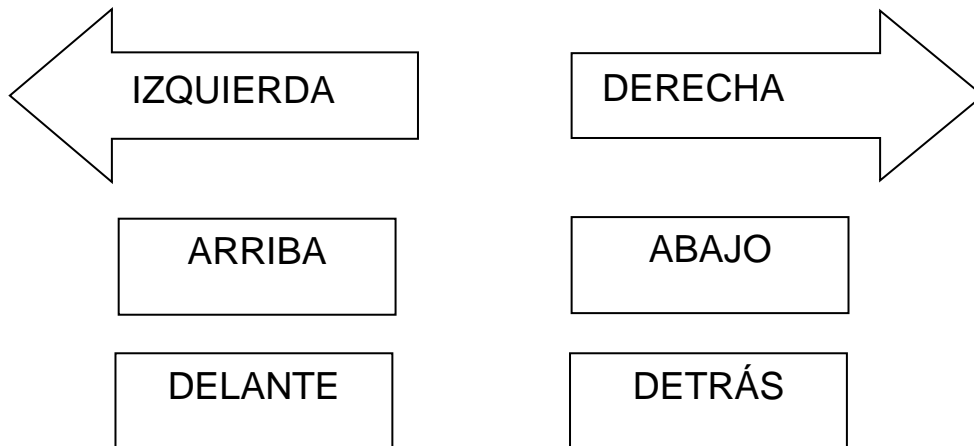 IZQUIERDA
DERECHA
ARRIBA
ABAJO
DELANTE
DETRÁS